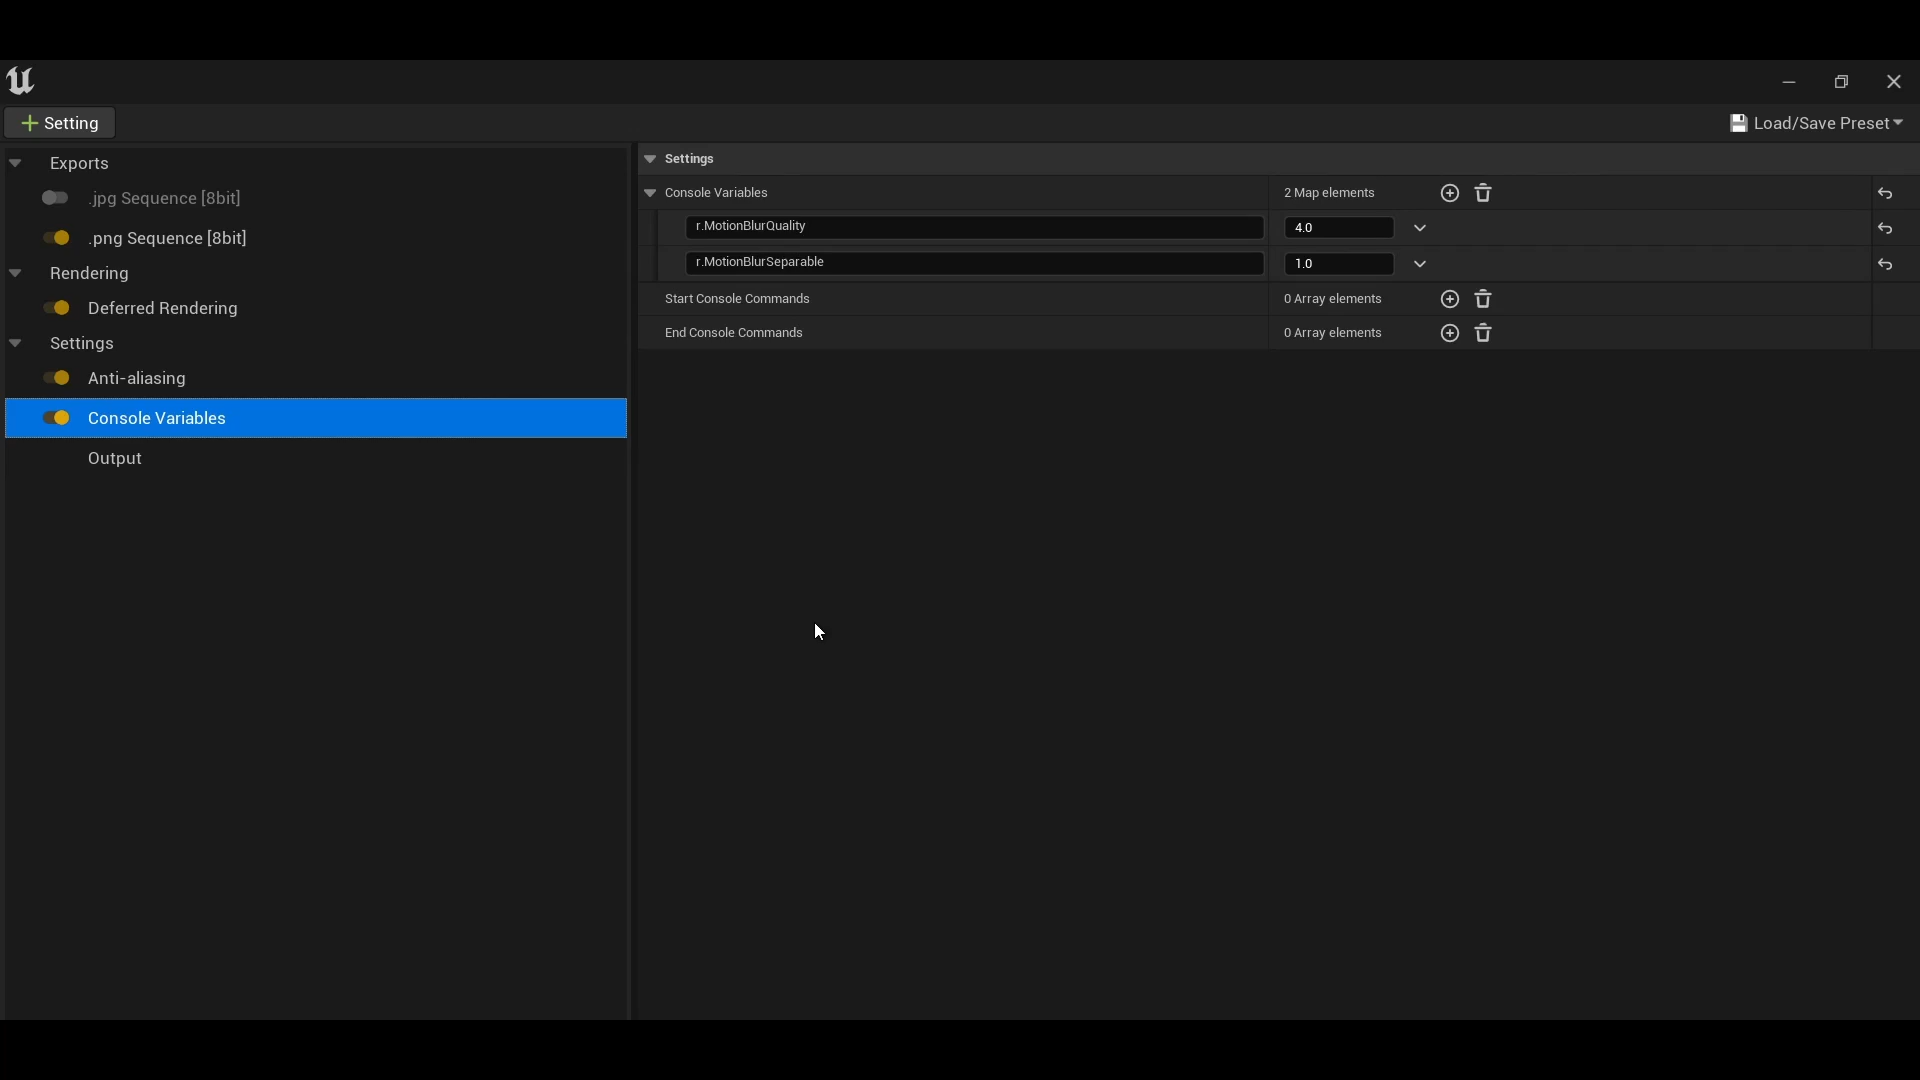 Setting
Load/Save Preset
Exports
.jpg Sequence [8bit]
.png Sequence [8bit]
Rendering
Deferred Rendering
Settings
Anti-aliasing
Console Variables
Output
Settings
Console Variables 2 Map elements
r.MotionBlurQuality 4.0
r.MotionBlurSeparable 1.0
Start Console Commands 0 Array elements
End Console Commands 0 Array elements